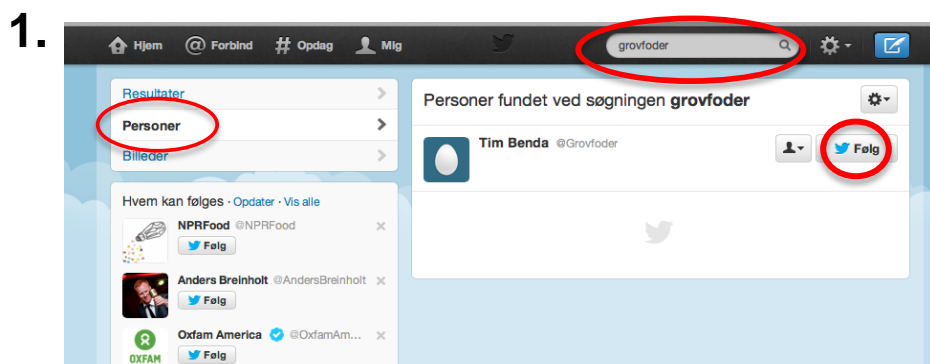 1.
Hjem @ Forbind # Opdag Mig grovfoder
Resultater
Personer
Billeder
Personer fundet ved søgningen grovfoder
Tim Benda @Grovfoder
Følg
Hvem kan følges · Opdater · Vis alle
NPRFood @NPRFood
Følg
Anders Breinholt @AndersBreinholt
Følg
Oxfam America @OxfamAm...
OXFAM
Følg